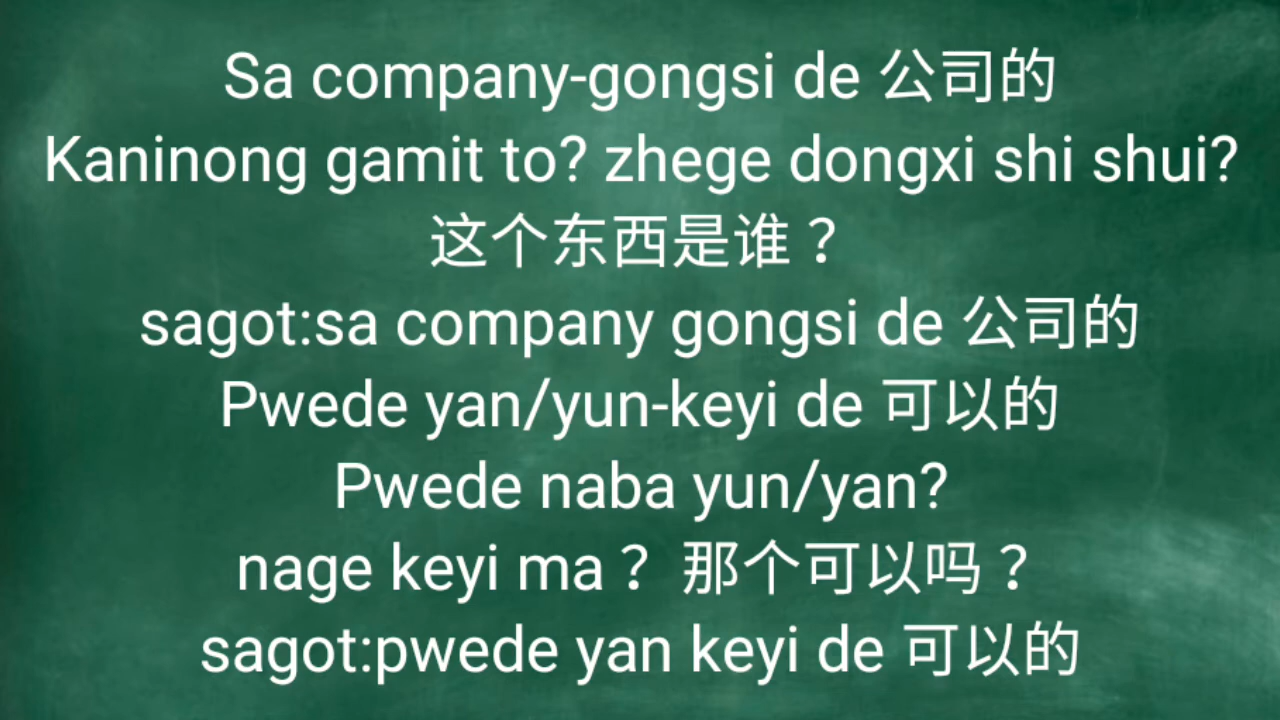 Sa company-gongsi de 公司的
Kaninong gamit to? zhege dongxi shi shui?
这个东西是谁？
sagot:sa company gongsi de 公司的
Pwede yan/yun-keyi de 可以的
Pwede naba yun/yan?
nage keyi ma？ 那个可以吗？
sagot:pwede yan keyi de 可以的